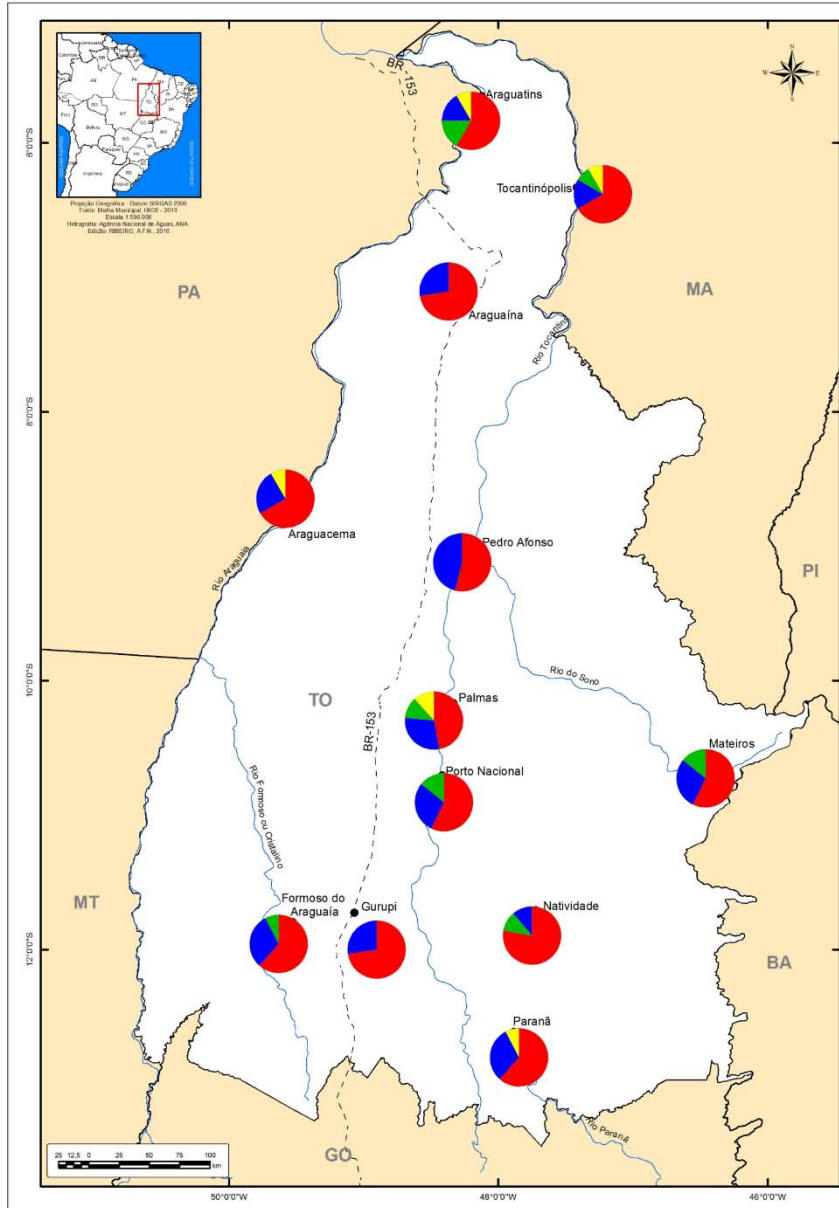 BR -153
Araguatins
Tocantinópolis
Projeção Geográfica - Datum SIRGAS 2000
Fonte: Malha Municipal, IBGE - 2013
Escala 1:590.000
Hidrografia: Agência Nacional de Águas, ANA
Edição: RIBEIRO, A.F.N., 2016
N
W
E
S
6°0'0"S
PA
MA
Araguaína
Rio Tocantins
8°0'0"S
Araguacema
Rio Araguaia
Pedro Afonso
PI
Rio do Sono
10°0'0"S
TO
BR-153
Palmas
Mateiros
Porto Nacional
Rio Formoso ou Cristalino
MT
Formoso do
Araguaía
Gurupi
Natividade
BA
12°0'0"S
Paranã
Rio Paranã
GO
25 12,5 0 25 50 75 100
km
50°0'0"W
48°0'0"W
46°0'0"W